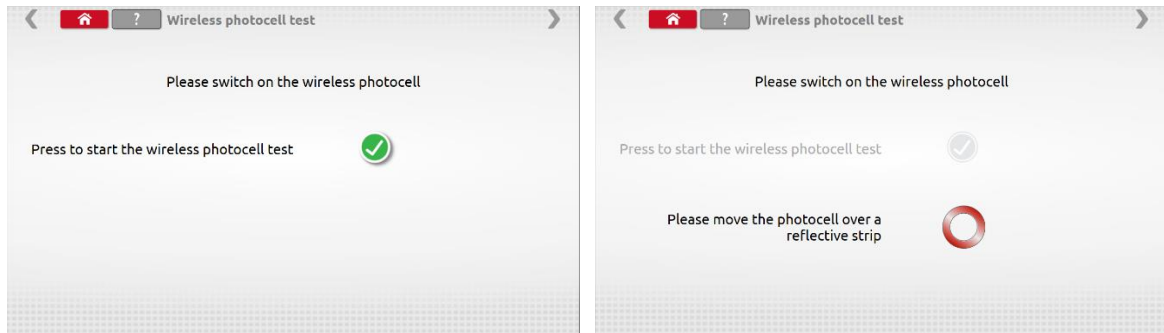 ? Wireless photocell test
Please switch on the wireless photocell
Press to start the wireless photocell test
? Wireless photocell test
Please switch on the wireless photocell
Press to start the wireless photocell test
Please move the photocell over a
reflective strip